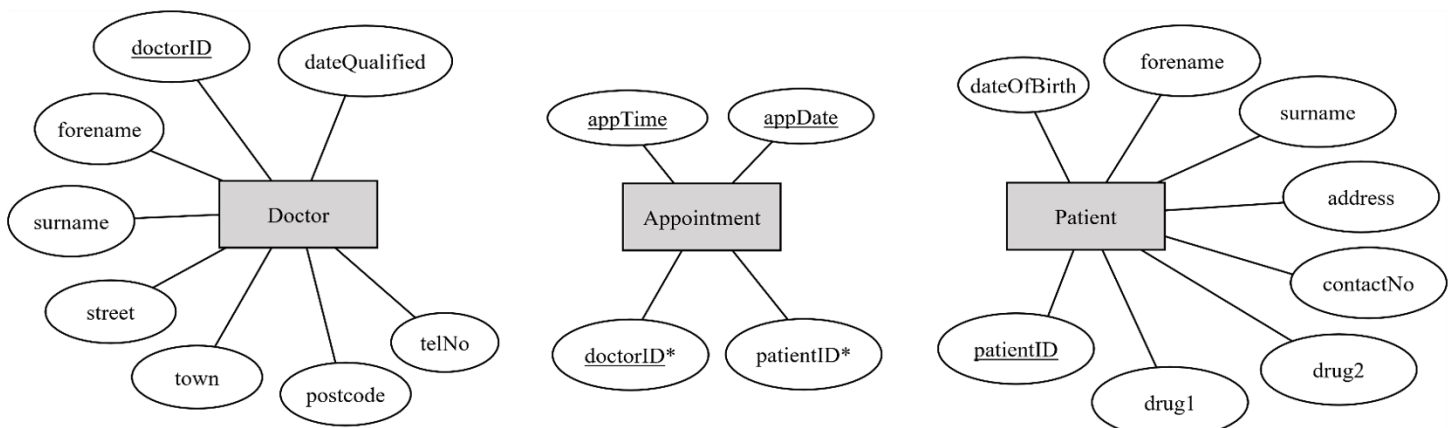 doctorID
dateQualified
forename
surname
Doctor
street
town
postcode
telNo
appTime
appDate
Appointment
doctorID*
patientID*
dateOfBirth
forename
surname
address
Patient
contactNo
patientID
drug1
drug2